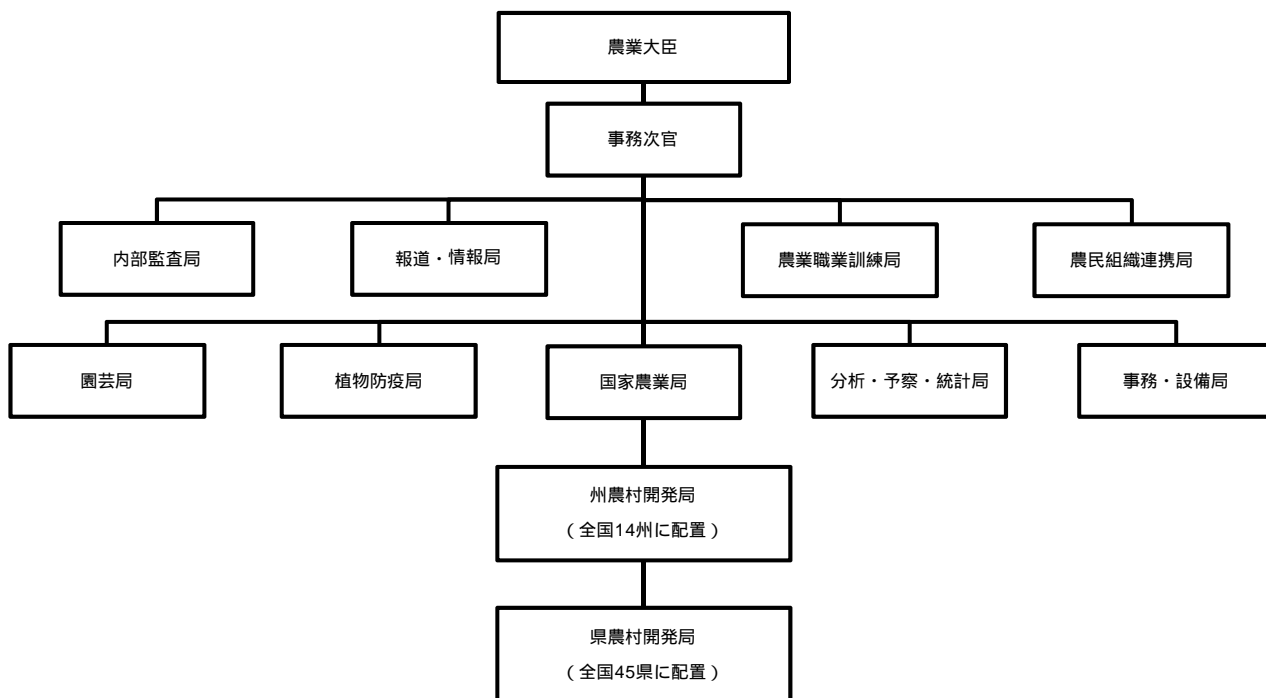 農業大臣
事務次官
内部監査局
報道・情報局
農業職業訓練局
農民組織連携局
園芸局
植物防疫局
国家農業局
分析・予察・統計局
事務・設備局
州農村開発局
（全国14州に配置）
県農村開発局
（全国45県に配置）